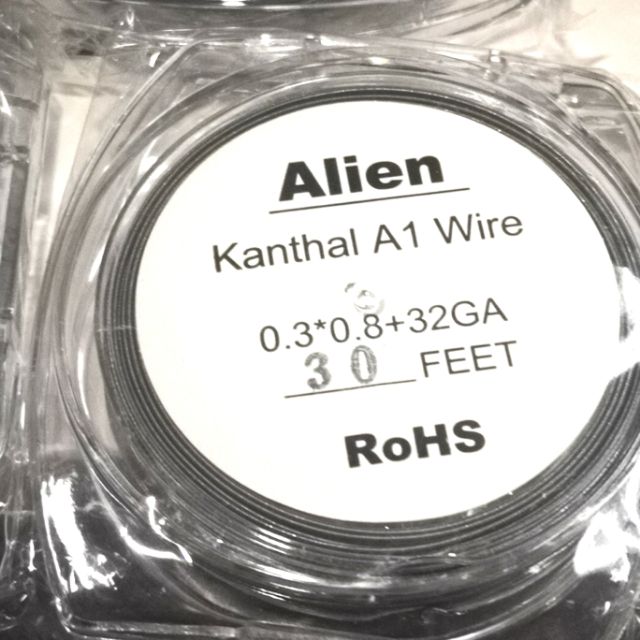 Alien
Kanthal A1 Wire
0.3*0.8+32GA
30 FEET
RoHS